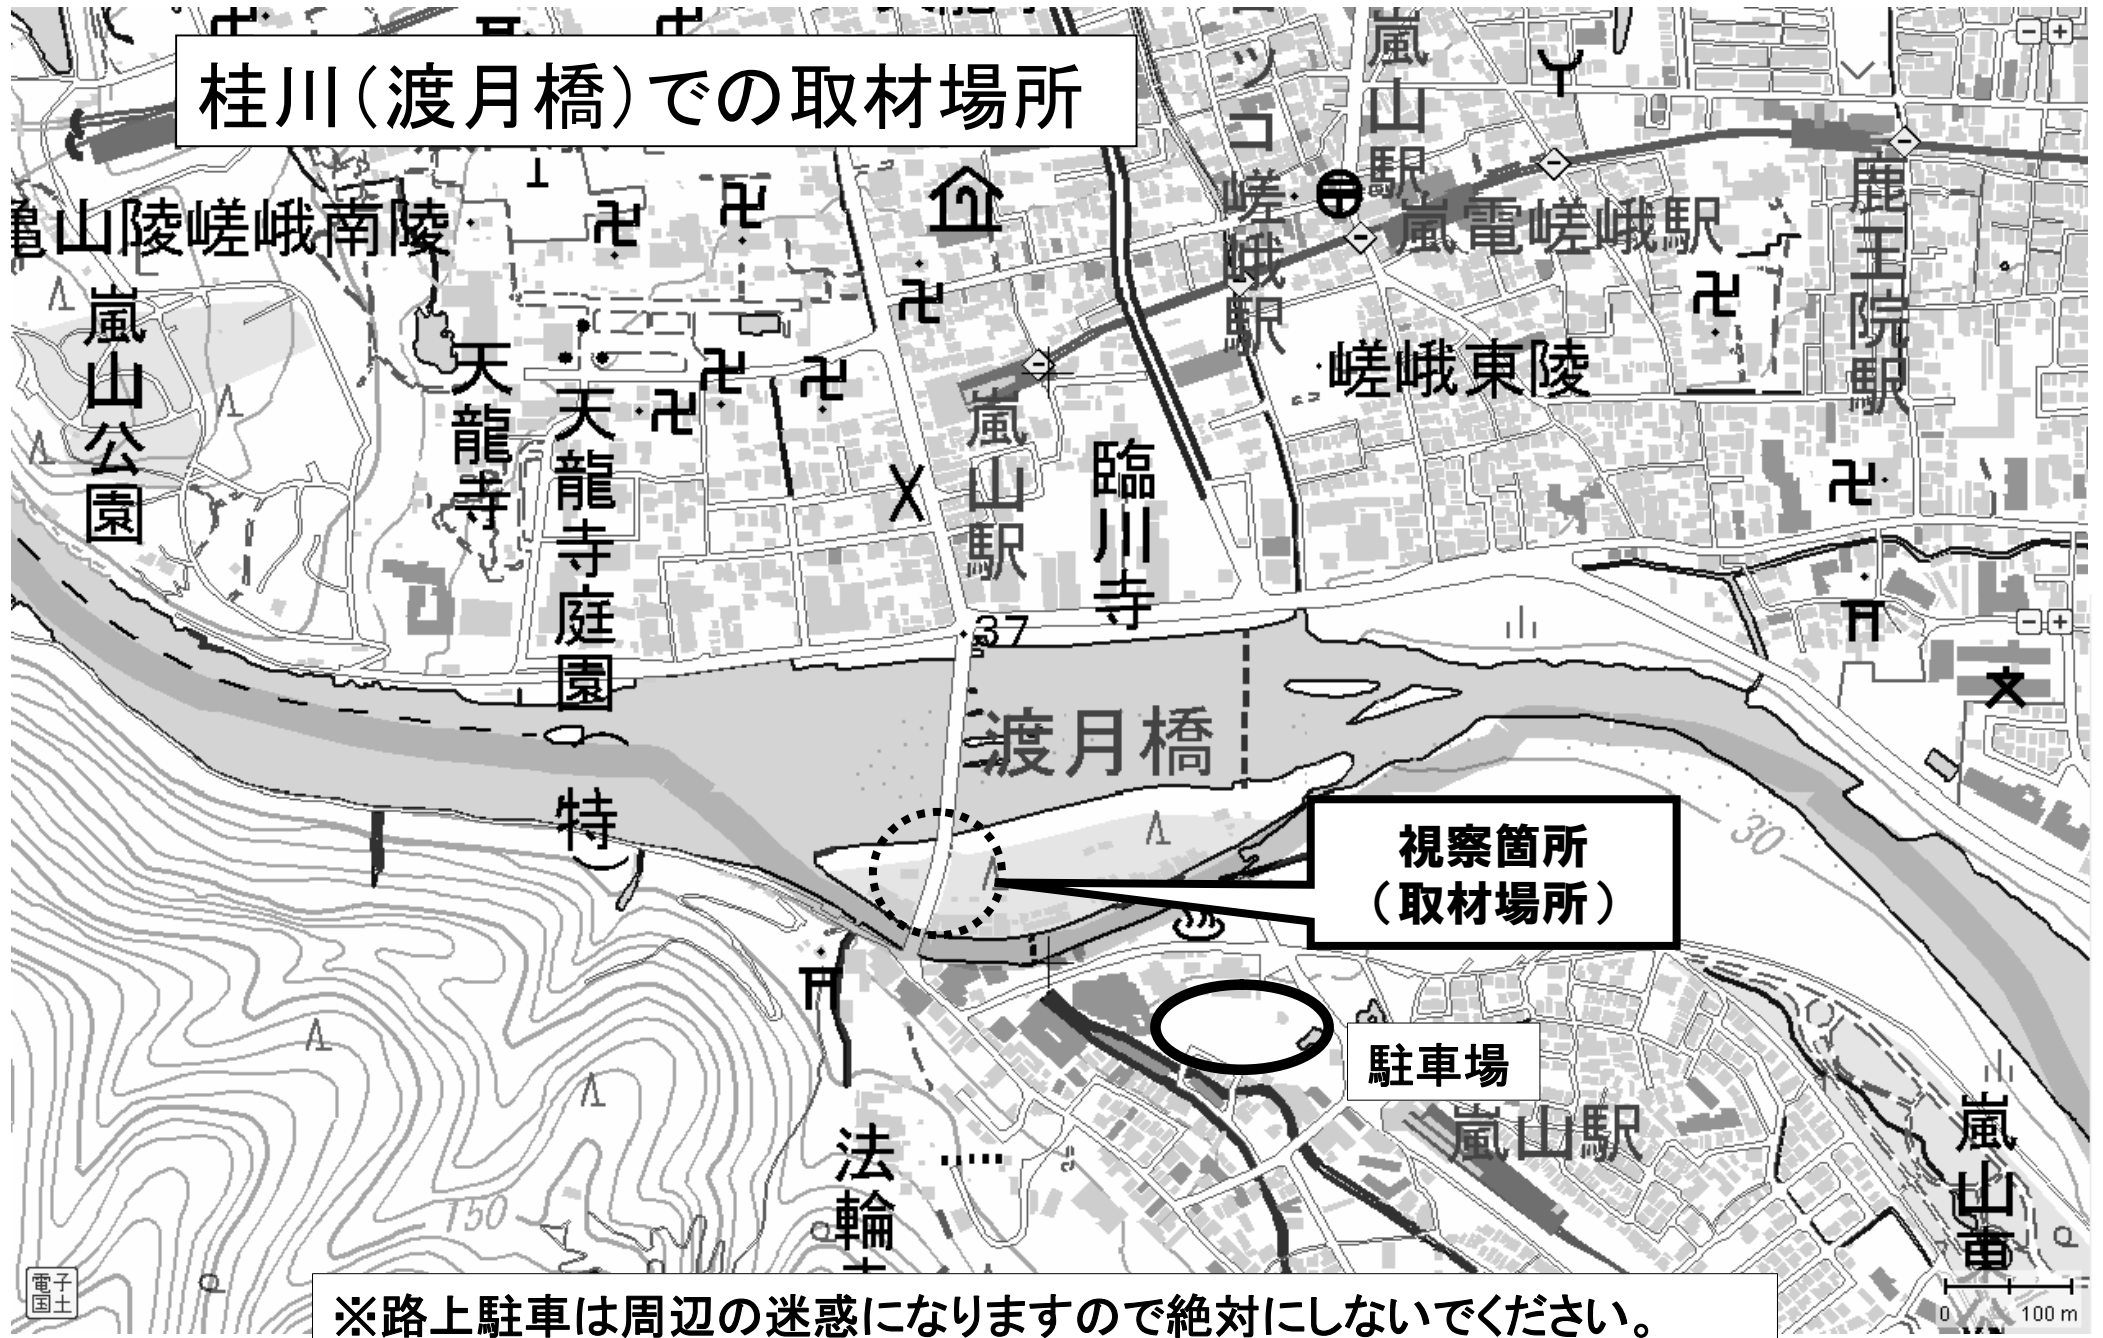 桂川（渡月橋）での取材場所
嵐山駅
嵯峨駅
亀山陵嵯峨南陵
嵐電嵯峨駅
鹿王院駅
嵐山公園
天龍寺
天龍寺庭園
特
嵯峨東陵
嵐山駅
臨川寺
37
渡月橋
視察箇所
（取材場所）
30
駐車場
嵐山駅
法輪
150
嵐山東
電子
国土
0
100 m
※路上駐車は周辺の迷惑になりますので絶対にしないでください。